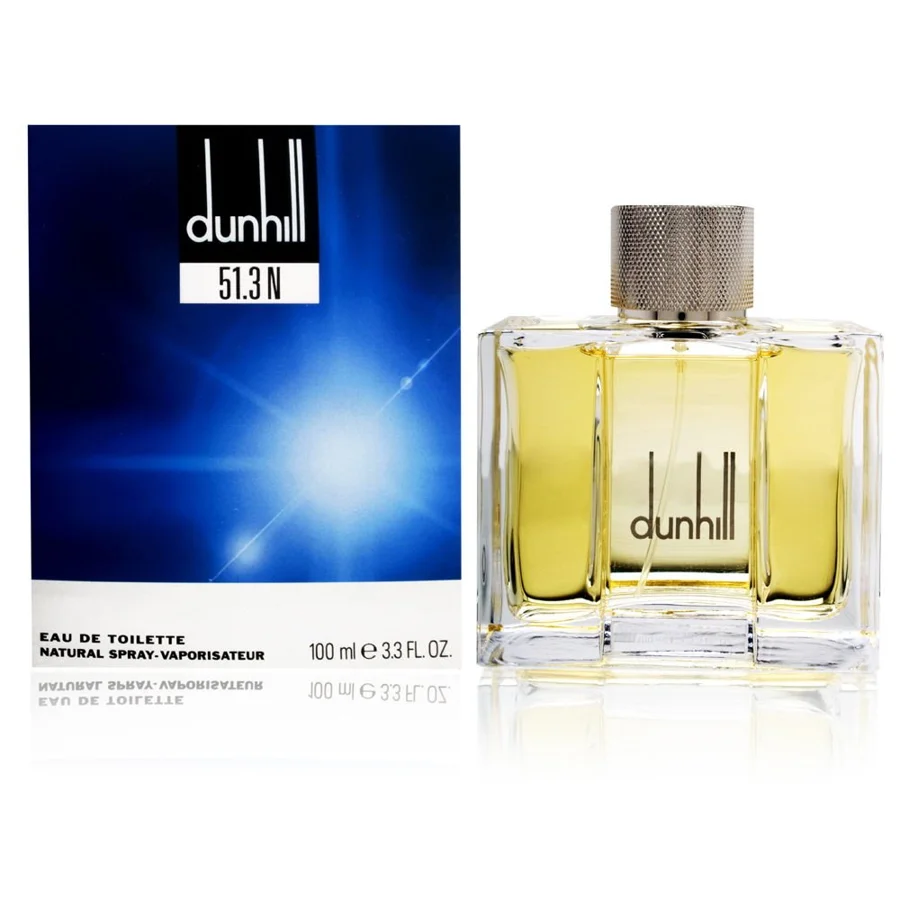 dunhill
51.3 N
EAU DE TOILETTE
NATURAL SPRAY-VAPORISATEUR
100 ml e 3.3 FL. OZ.
dunhill